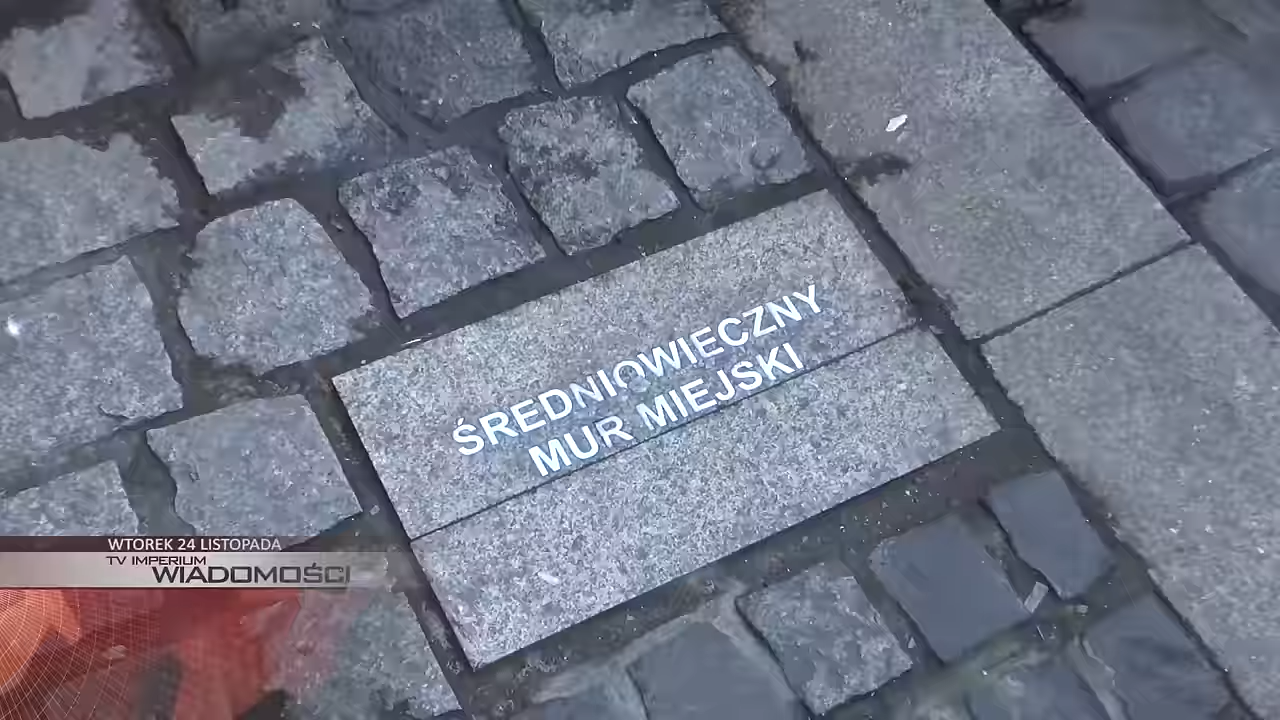 ŚREDNIOWIECZNY
MUR MIEJSKI
WTOREK 24 LISTOPADA
TV IMPERIUM
WIADOMOŚCI